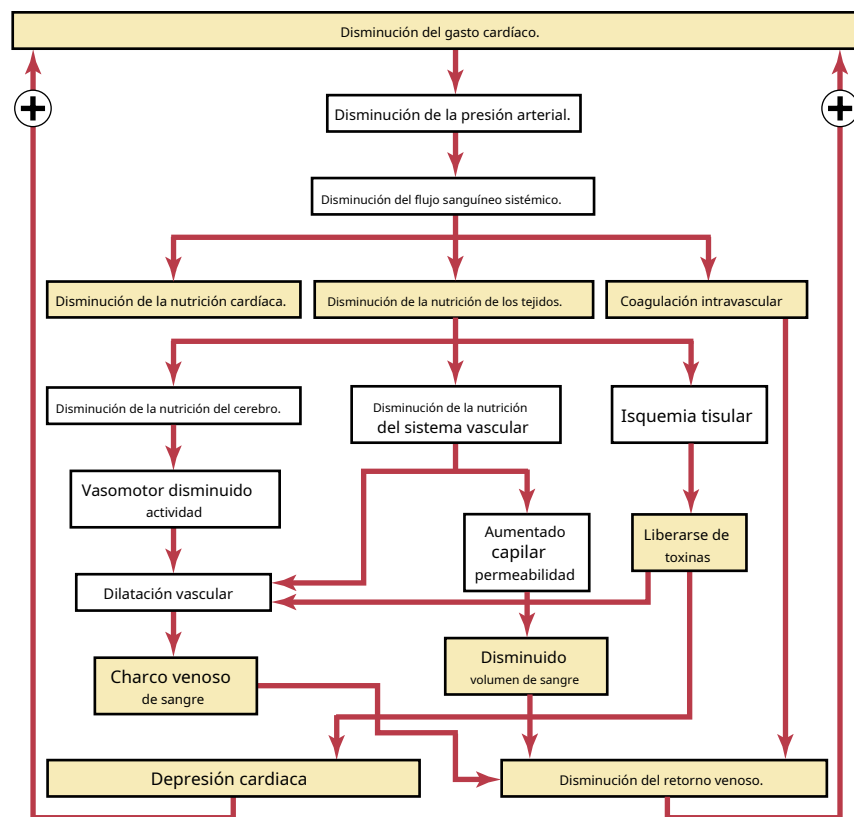 Disminución del gasto cardíaco.
Disminución de la presión arterial.
Disminución del flujo sanguíneo sistémico.
Disminución de la nutrición cardíaca.
Disminución de la nutrición de los tejidos.
Coagulación intravascular
Disminución de la nutrición del cerebro.
Disminución de la nutrición
del sistema vascular
Isquemia tisular
Vasomotor disminuido
actividad
Aumentado
capilar
permeabilidad
Liberarse de
toxinas
Dilatación vascular
Charco venoso
de sangre
Disminuido
volumen de sangre
Depresión cardiaca
Disminución del retorno venoso.